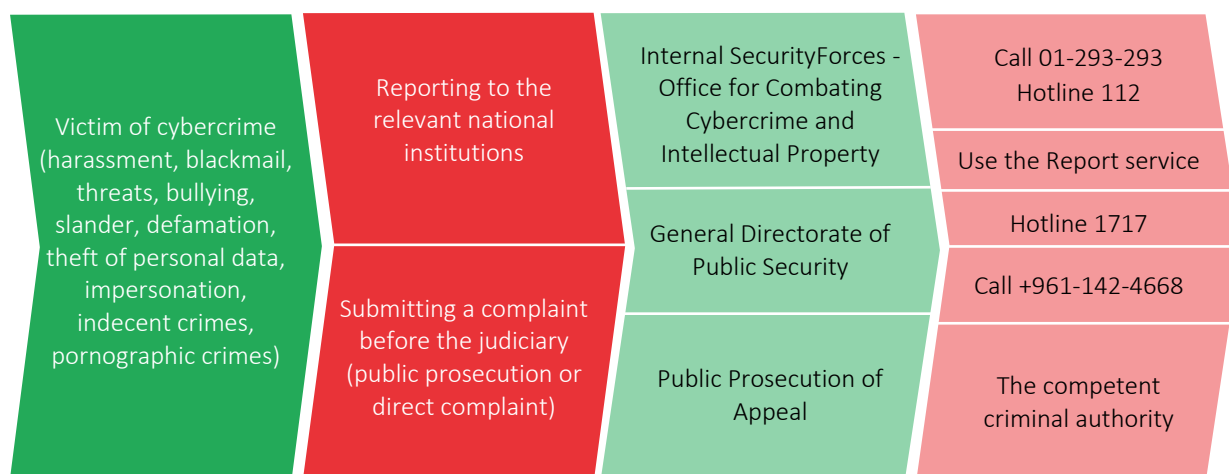 Victim of cybercrime
(harassment, blackmail,
threats, bullying,
slander, defamation,
theft of personal data,
impersonation,
indecent crimes,
pornographic crimes)
Reporting to the
relevant national
institutions
Submitting a complaint
before the judiciary
(public prosecution or
direct complaint)
Internal SecurityForces -
Office for Combating
Cybercrime and
Intellectual Property
General Directorate of
Public Security
Public Prosecution of
Appeal
Call 01-293-293
Hotline 112
Use the Report service
Hotline 1717
Call +961-142-4668
The competent
criminal authority